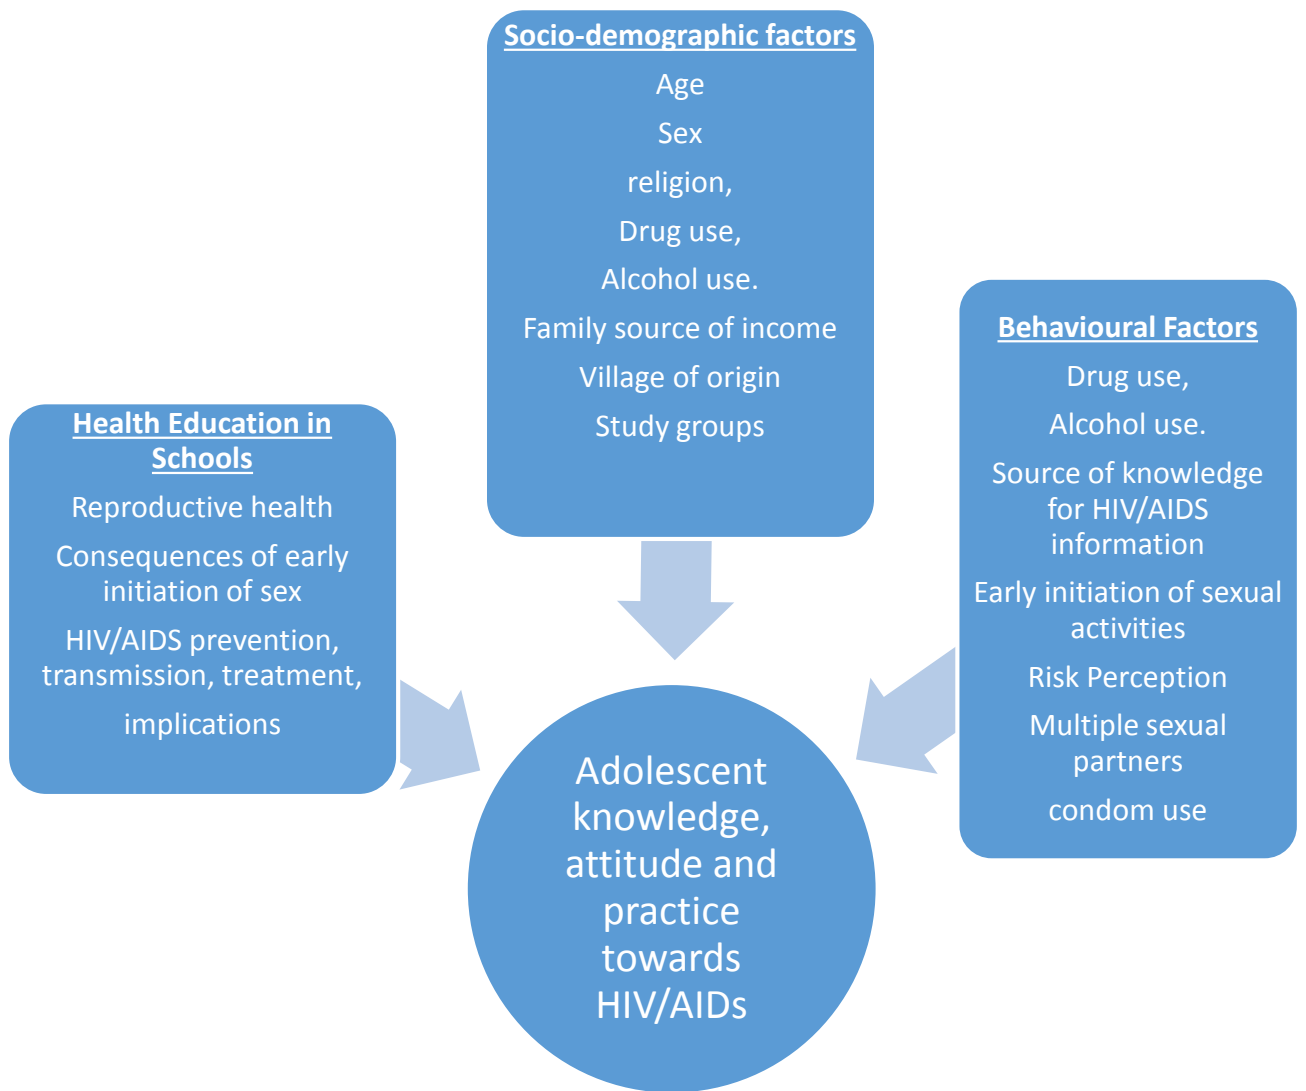 Socio-demographic factors
Age
Sex
religion,
Drug use,
Alcohol use.
Family source of income
Village of origin
Study groups
Health Education in
Schools
Reproductive health
Consequences of early
initiation of sex
HIV/AIDS prevention,
transmission, treatment,
implications
Behavioural Factors
Drug use,
Alcohol use.
Source of knowledge
for HIV/AIDS
information
Early initiation of sexual
activities
Risk Perception
Multiple sexual
partners
condom use
Adolescent
knowledge,
attitude and
practice
towards
HIV/AIDs